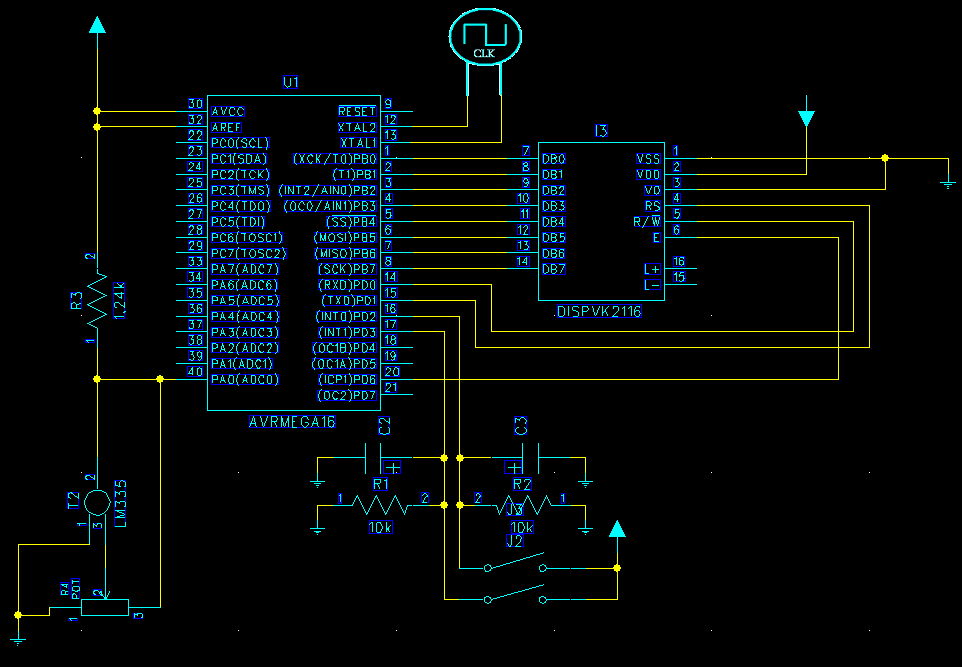 CLK
U1
30 AVCC
32 AREF
22 PC0(SCL)
23 PC1(SDA)
24 PC2(TCK)
25 PC3(TMS)
26 PC4(TDO)
27 PC5(TDI)
28 PC6(TOSC1)
29 PC7(TOSC2)
33 PA7(ADC7)
34 PA6(ADC6)
35 PA5(ADC5)
36 PA4(ADC4)
37 PA3(ADC3)
38 PA2(ADC2)
39 PA1(ADC1)
40 PA0(ADC0)
RESET 9
XTAL2 12
XTAL1 13
(XCK/T0)PB0 1
(T1)PB1 2
(INT2/AIN0)PB2 3
(OC0/AIN1)PB3 4
(SS)PB4 5
(MOSI)PB5 6
(MISO)PB6 7
(SCK)PB7 8
(RXD)PD0 14
(TXD)PD1 15
(INT0)PD2 16
(INT1)PD3 17
(OC1B)PD4 18
(OC1A)PD5 19
(ICP1)PD6 20
(OC2)PD7 21
AVRMEGA16
I3
7 DB0
8 DB1
9 DB2
10 DB3
11 DB4
12 DB5
13 DB6
14 DB7
VSS 1
VDD 2
VO 3
RS 4
R/W 5
E 6
L+ 16
L- 15
DISPVK2116
2
R3
1.24k
1
C2
C3
+
+
R1
R2
1
2
2
1
10k
J3
10k
J2
2
T2
LM335
1
3
R4
POT
2
1
3